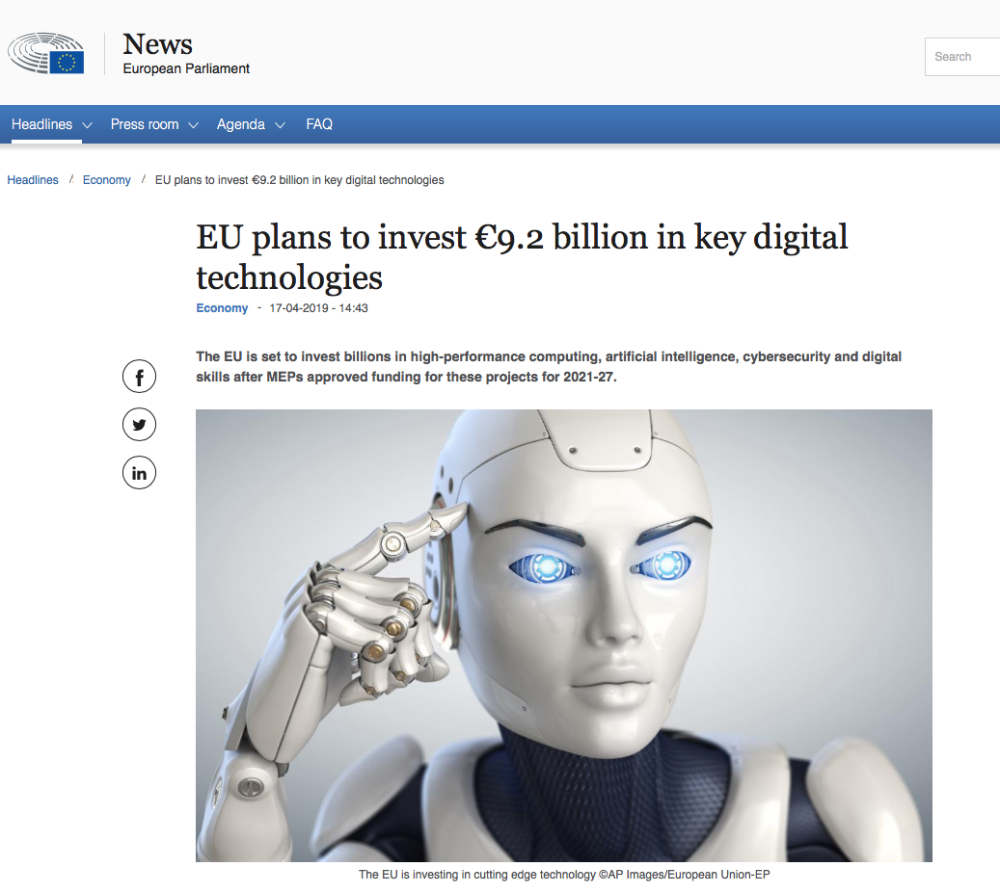 News
European Parliament
Search
Headlines
Press room
Agenda
FAQ
Headlines / Economy / EU plans to invest €9.2 billion in key digital technologies
EU plans to invest €9.2 billion in key digital
technologies
Economy - 17-04-2019 - 14:43
The EU is set to invest billions in high-performance computing, artificial intelligence, cybersecurity and digital
skills after MEPs approved funding for these projects for 2021-27.
f
in
The EU is investing in cutting edge technology ©AP Images/European Union-EP